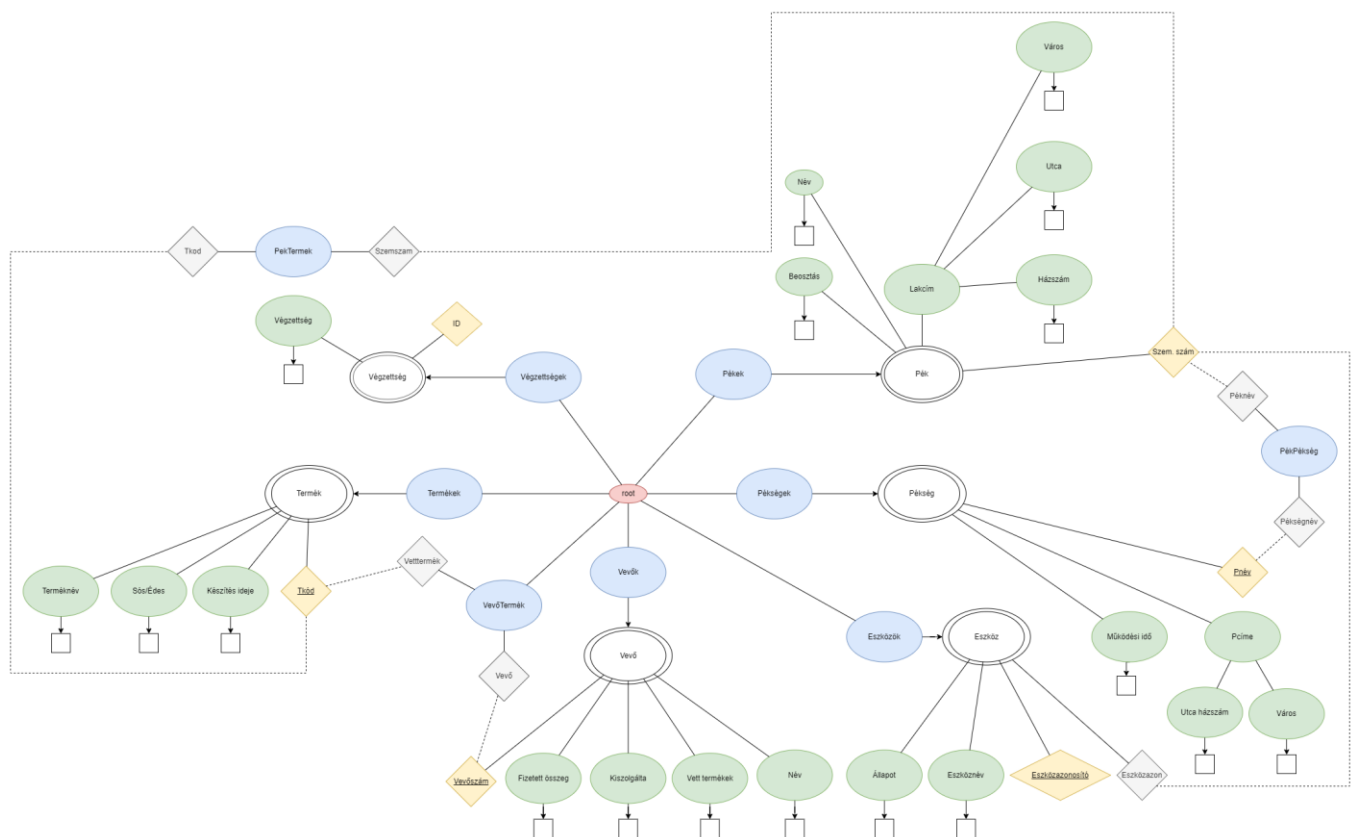 Város
Utca
Név
Tkod
PekTermek
Szemszam
Beosztás
Lakcím
Házszám
Végzettség
ID
Szem. szám
Végzettség
Végzettségek
Pékek
Pék
Péknév
PékPékség
Termék
Termékek
root
Pékségek
Pékség
Pékségnév
Vetttermék
Vevők
Pnév
Terméknév
Sós/Édes
Készítés ideje
Tkód
VevőTermék
Eszközök
Eszköz
Működési idő
Pcíme
Vevő
Vevő
Utca házszám
Város
Vevőszám
Fizetett összeg
Kiszolgálta
Vett termékek
Név
Állapot
Eszköznév
Eszközazonosító
Eszközazon